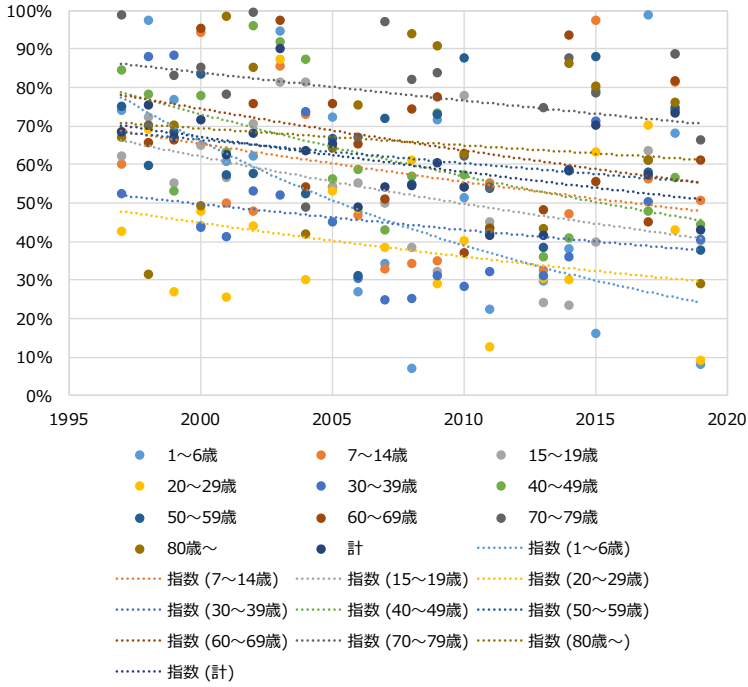 100%
90%
80%
70%
60%
50%
40%
30%
20%
10%
0%
1995 2000 2005 2010 2015 2020
1～6歳 7～14歳 15～19歳
20～29歳 30～39歳 40～49歳
50～59歳 60～69歳 70～79歳
80歳～ 計 指数 (1～6歳)
指数 (7～14歳) 指数 (15～19歳) 指数 (20～29歳)
指数 (30～39歳) 指数 (40～49歳) 指数 (50～59歳)
指数 (60～69歳) 指数 (70～79歳) 指数 (80歳～)
指数 (計)